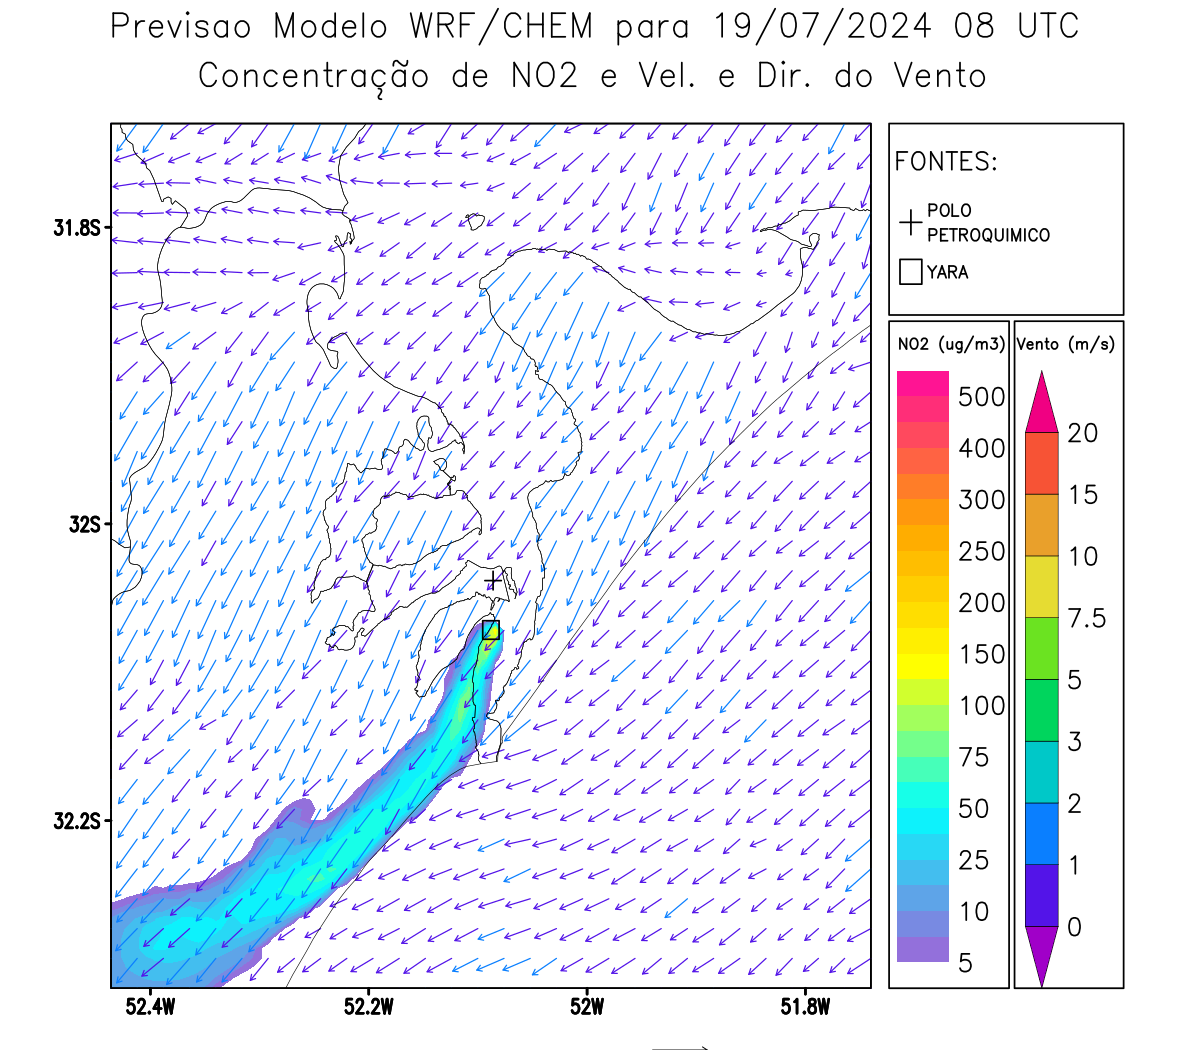 Previsao Modelo WRF/CHEM para 19/07/2024 08 UTC
Concentração de NO2 e Vel. e Dir. do Vento
FONTES:
POLO
PETROQUIMICO
YARA
NO2 (ug/m3)
500
400
300
250
200
150
100
75
50
25
10
5
Vento (m/s)
20
15
10
7.5
5
3
2
1
0
31.8S
32S
32.2S
52.4W
52.2W
52W
51.8W